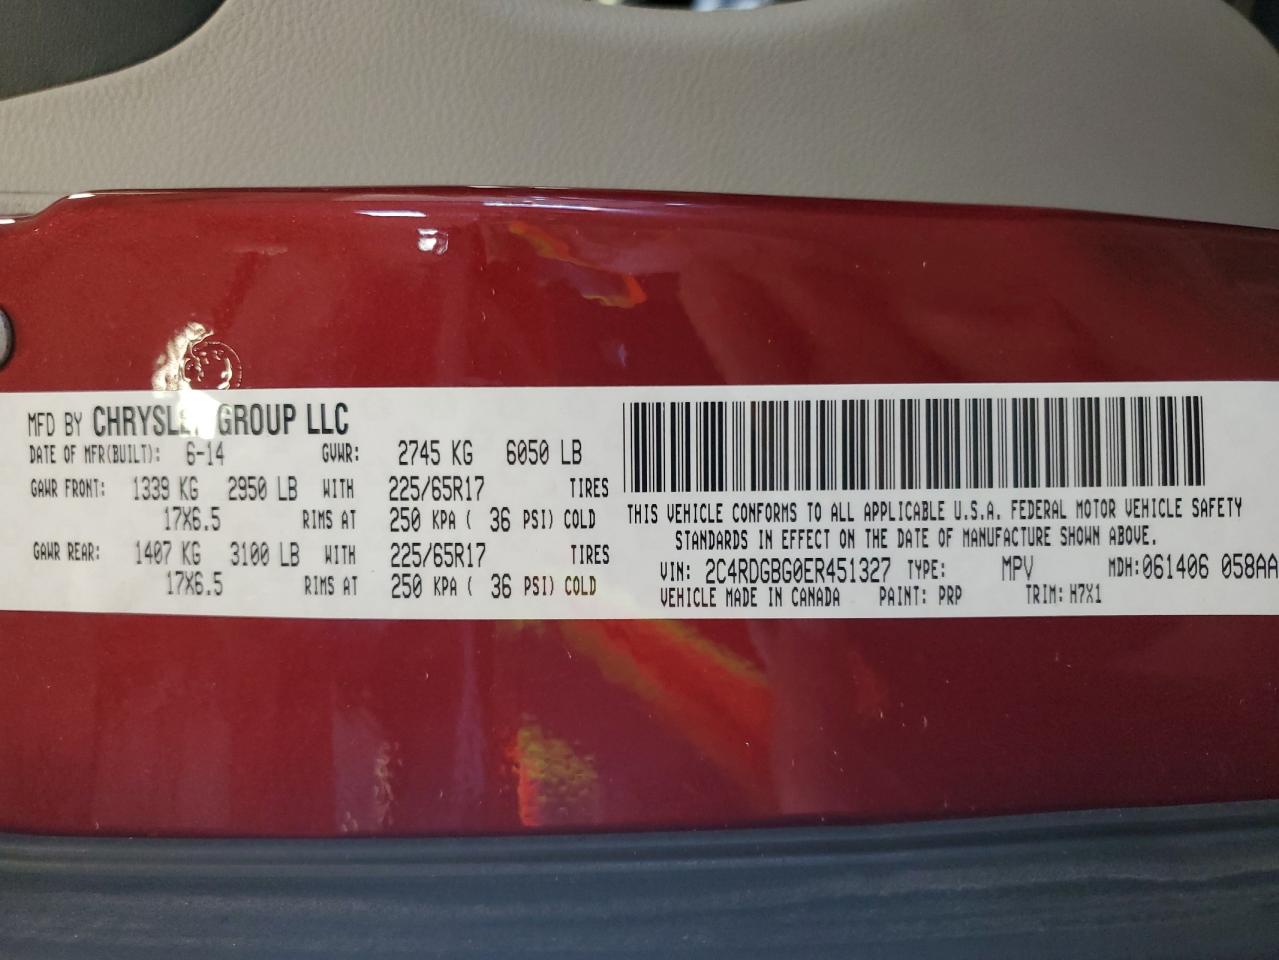 MFD BY CHRYSLER GROUP LLC
DATE OF MFR(BUILT): 6-14 GVWR: 2745 KG 6050 LB
GAWR FRONT: 1339 KG 2950 LB WITH 225/65R17 TIRES
17X6.5 RIMS AT 250 KPA ( 36 PSI) COLD
GAWR REAR: 1407 KG 3100 LB WITH 225/65R17 TIRES
17X6.5 RIMS AT 250 KPA ( 36 PSI) COLD
THIS VEHICLE CONFORMS TO ALL APPLICABLE U.S.A. FEDERAL MOTOR VEHICLE SAFETY
STANDARDS IN EFFECT ON THE DATE OF MANUFACTURE SHOWN ABOVE.
VIN: 2C4RDGBG0ER451327 TYPE: MPV MDH:061406 058AA
VEHICLE MADE IN CANADA PAINT: PRP TRIM: H7X1